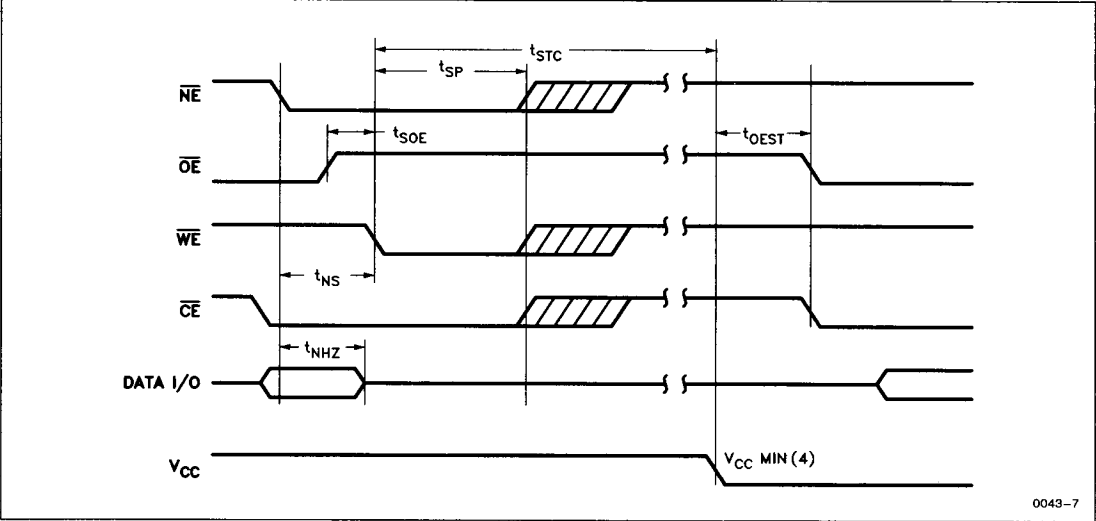 tSTC
tSP
NE
tSOE
tOEST
OE
WE
tNS
CE
tNHZ
DATA I/O
VCC
VCC MIN (4)
0043-7